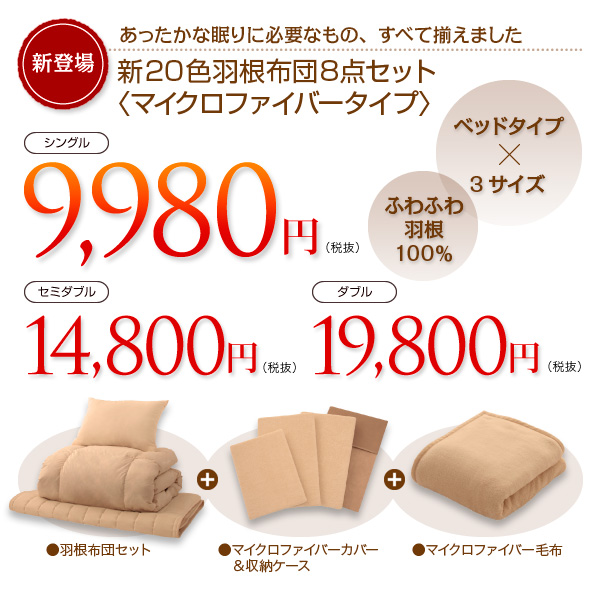 新登場
あったかな眠りに必要なもの、すべて揃えました
新20色羽根布団8点セット
〈マイクロファイバータイプ〉
ベッドタイプ
×
3サイズ
シングル
9,980円(税抜)
ふわふわ
羽根
100%
セミダブル
14,800円(税抜)
ダブル
19,800円(税抜)
+
+
●羽根布団セット
●マイクロファイバーカバー
&収納ケース
●マイクロファイバー毛布